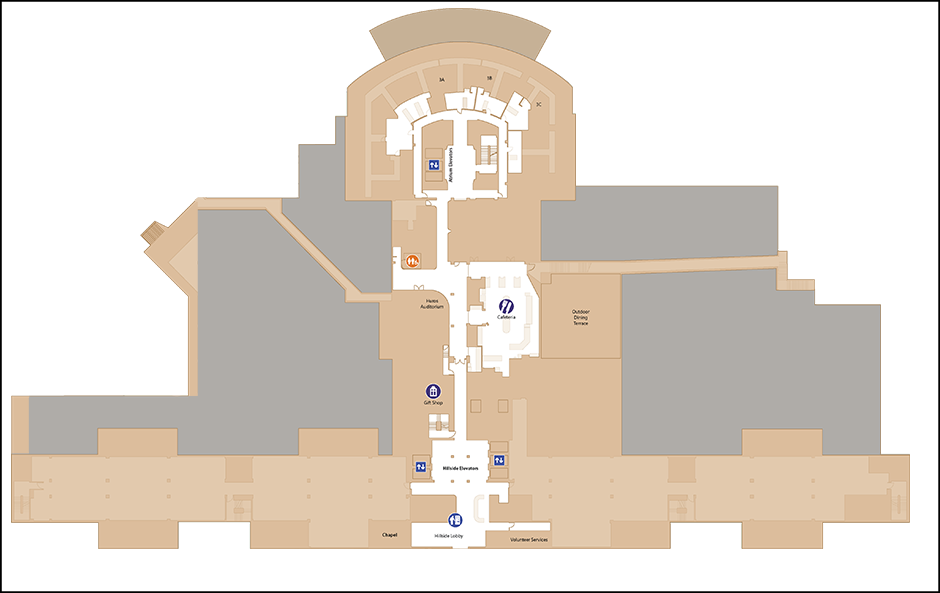 3A
3B
3C
Atrium Elevators
Hurst
Auditorium
Cafeteria
Outdoor
Dining
Terrace
Gift Shop
Hillside Elevators
Chapel
Hillside Lobby
Volunteer Services